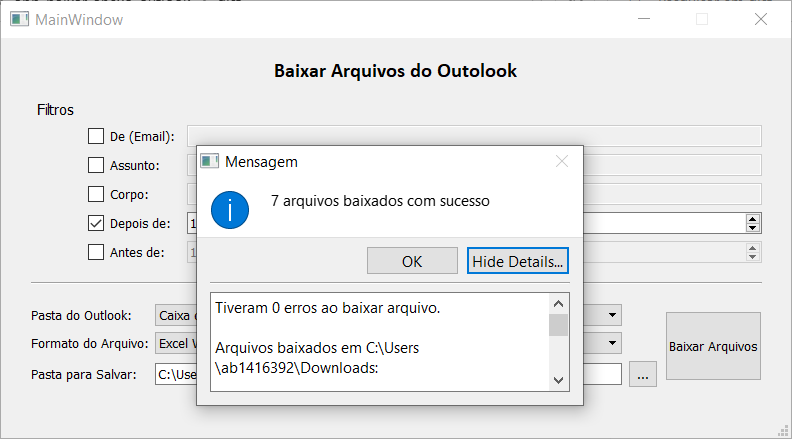 MainWindow
Baixar Arquivos do Outolook
Filtros
De (Email):
Assunto:
Corpo:
Depois de:
1
Antes de:
1
Mensagem
7 arquivos baixados com sucesso
OK
Hide Details...
Tiveram 0 erros ao baixar arquivo.
Arquivos baixados em C:\Users
\ab1416392\Downloads:
Pasta do Outlook:
Caixa
Formato do Arquivo:
Excel
Pasta para Salvar:
C:\Use
...
Baixar Arquivos